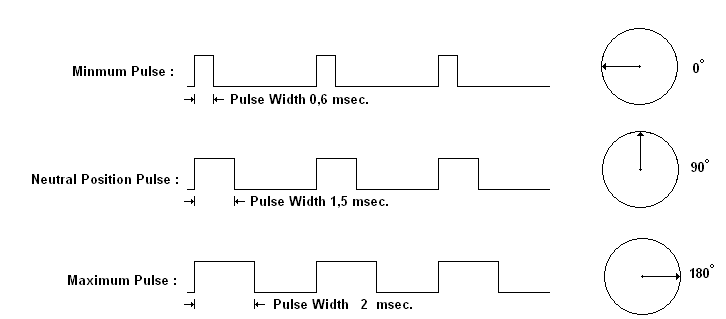 Minmum Pulse :
0°
Pulse Width 0,6 msec.
Neutral Position Pulse :
90°
Pulse Width 1,5 msec.
Maximum Pulse :
180°
Pulse Width 2 msec.